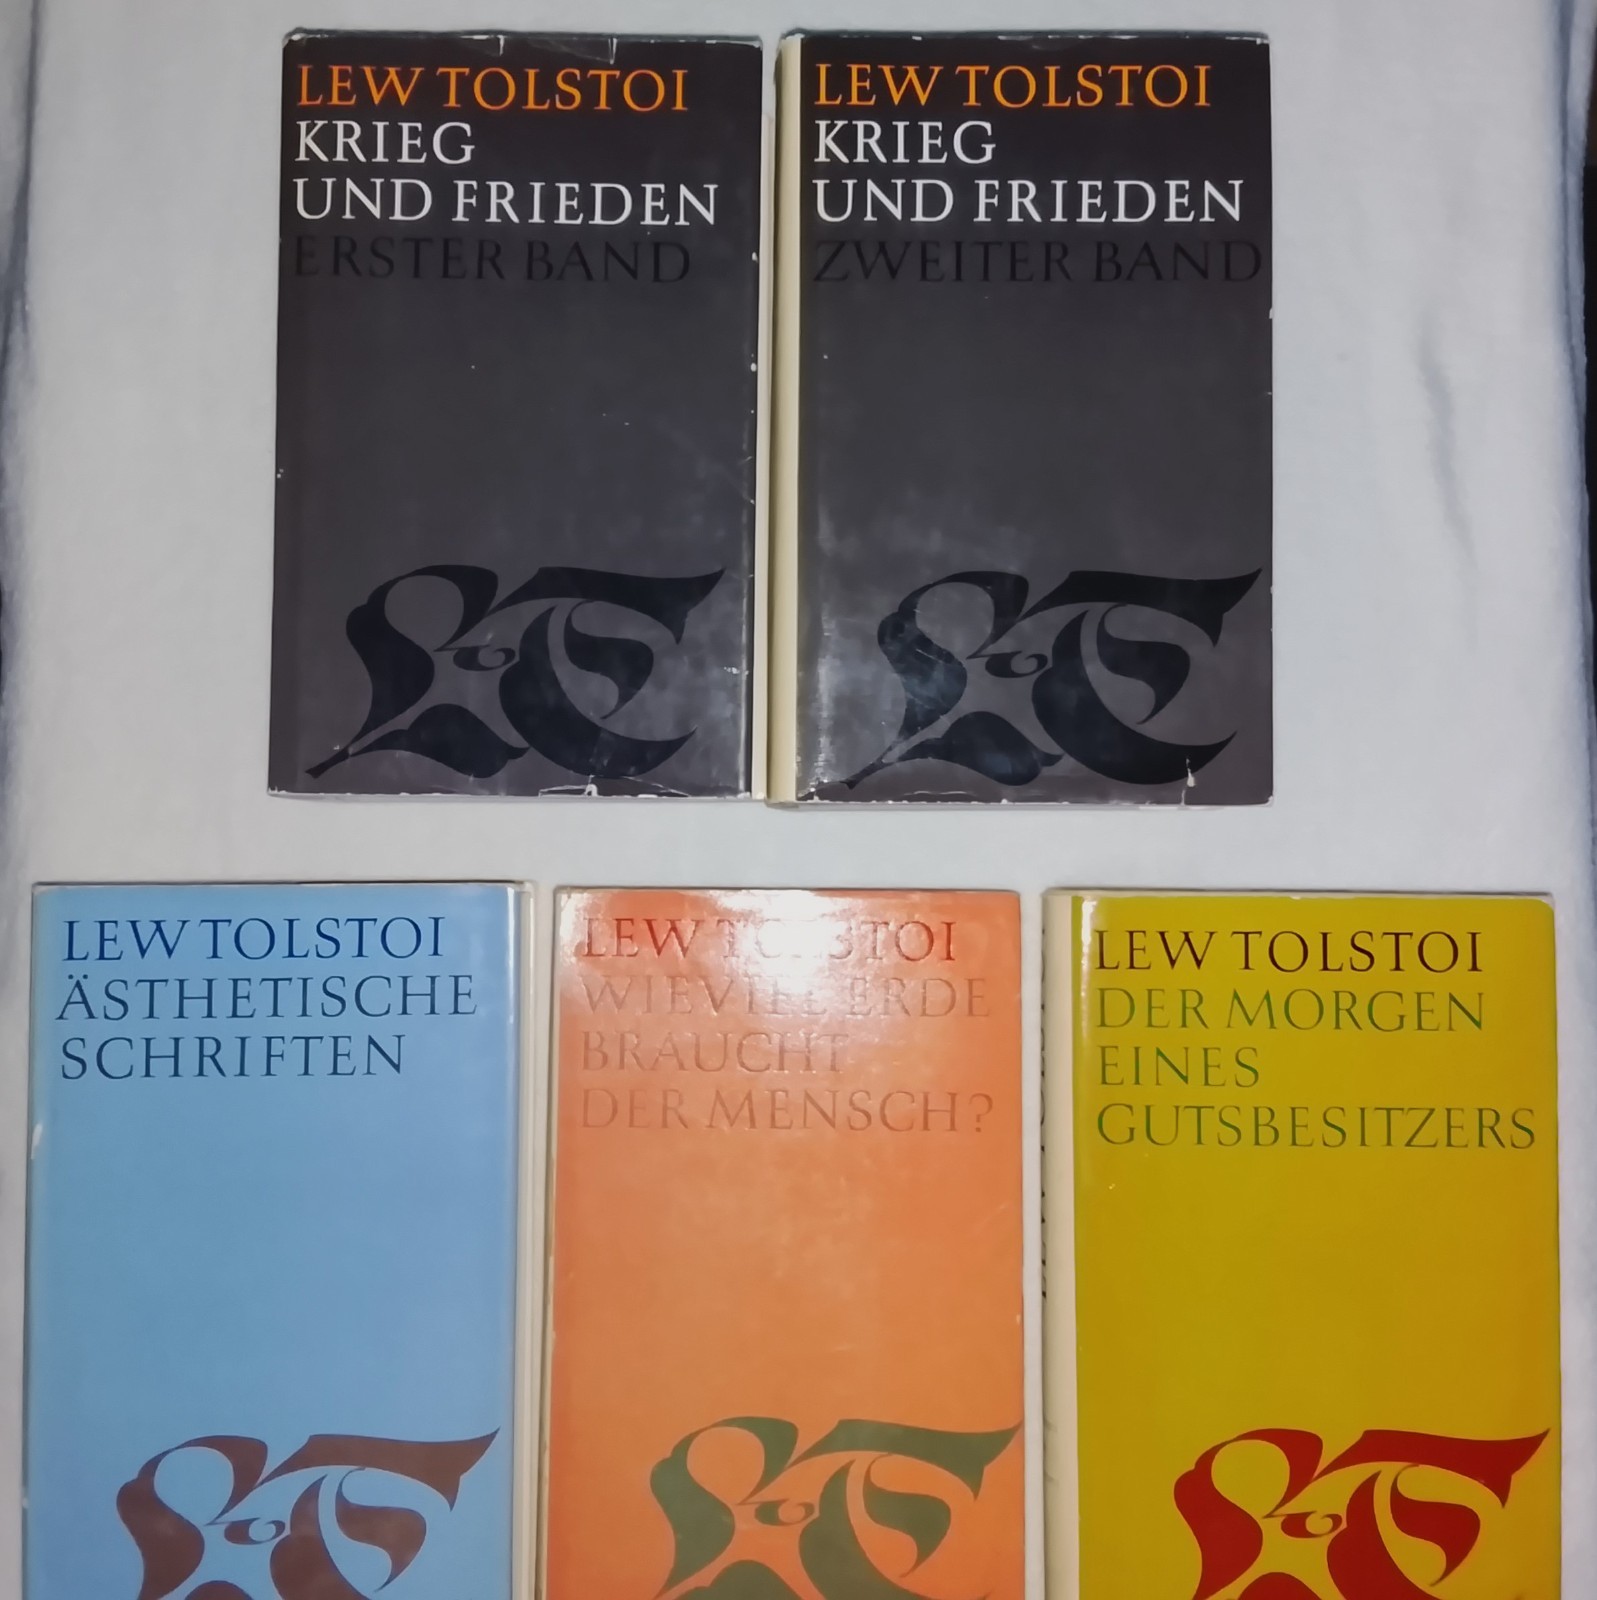 LEW TOLSTOI
KRIEG
UND FRIEDEN
ERSTER BAND
LEW TOLSTOI
KRIEG
UND FRIEDEN
ZWEITER BAND
LEW TOLSTOI
ÄSTHETISCHE
SCHRIFTEN
LEW TOLSTOI
WIEVIEL ERDE
BRAUCHT
DER MENSCH?
LEW TOLSTOI
DER MORGEN
EINES
GUTSBESITZERS